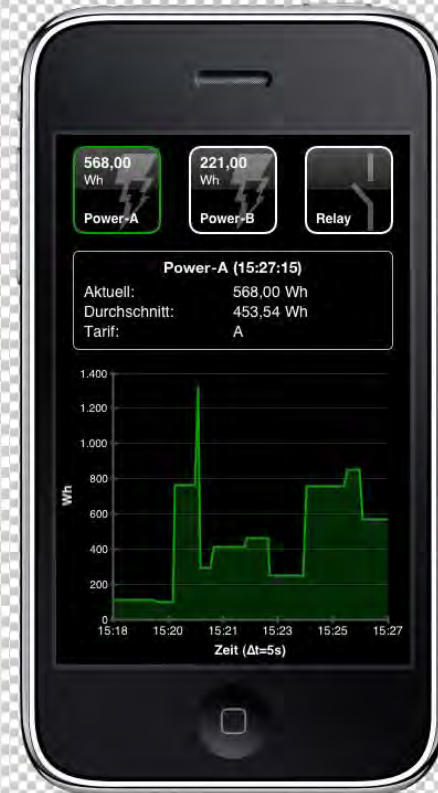 568,00
Wh
Power-A
221,00
Wh
Power-B
Relay
Power-A (15:27:15)
Aktuell: 568,00 Wh
Durchschnitt: 453,54 Wh
Tarif: A
1.400
1.200
1.000
800
600
400
200
0
Wh
15:18 15:20 15:21 15:23 15:25 15:27
Zeit (Δt=5s)